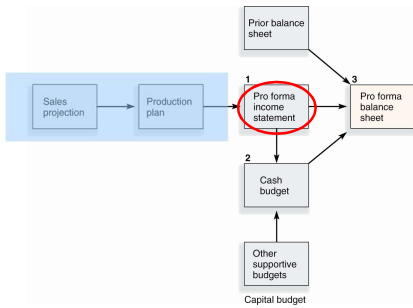 Prior balance
sheet
1
3
Sales
projection
Production
plan
Pro forma
income
statement
Pro forma
balance
sheet
2
Cash
budget
Other
supportive
budgets
Capital budget